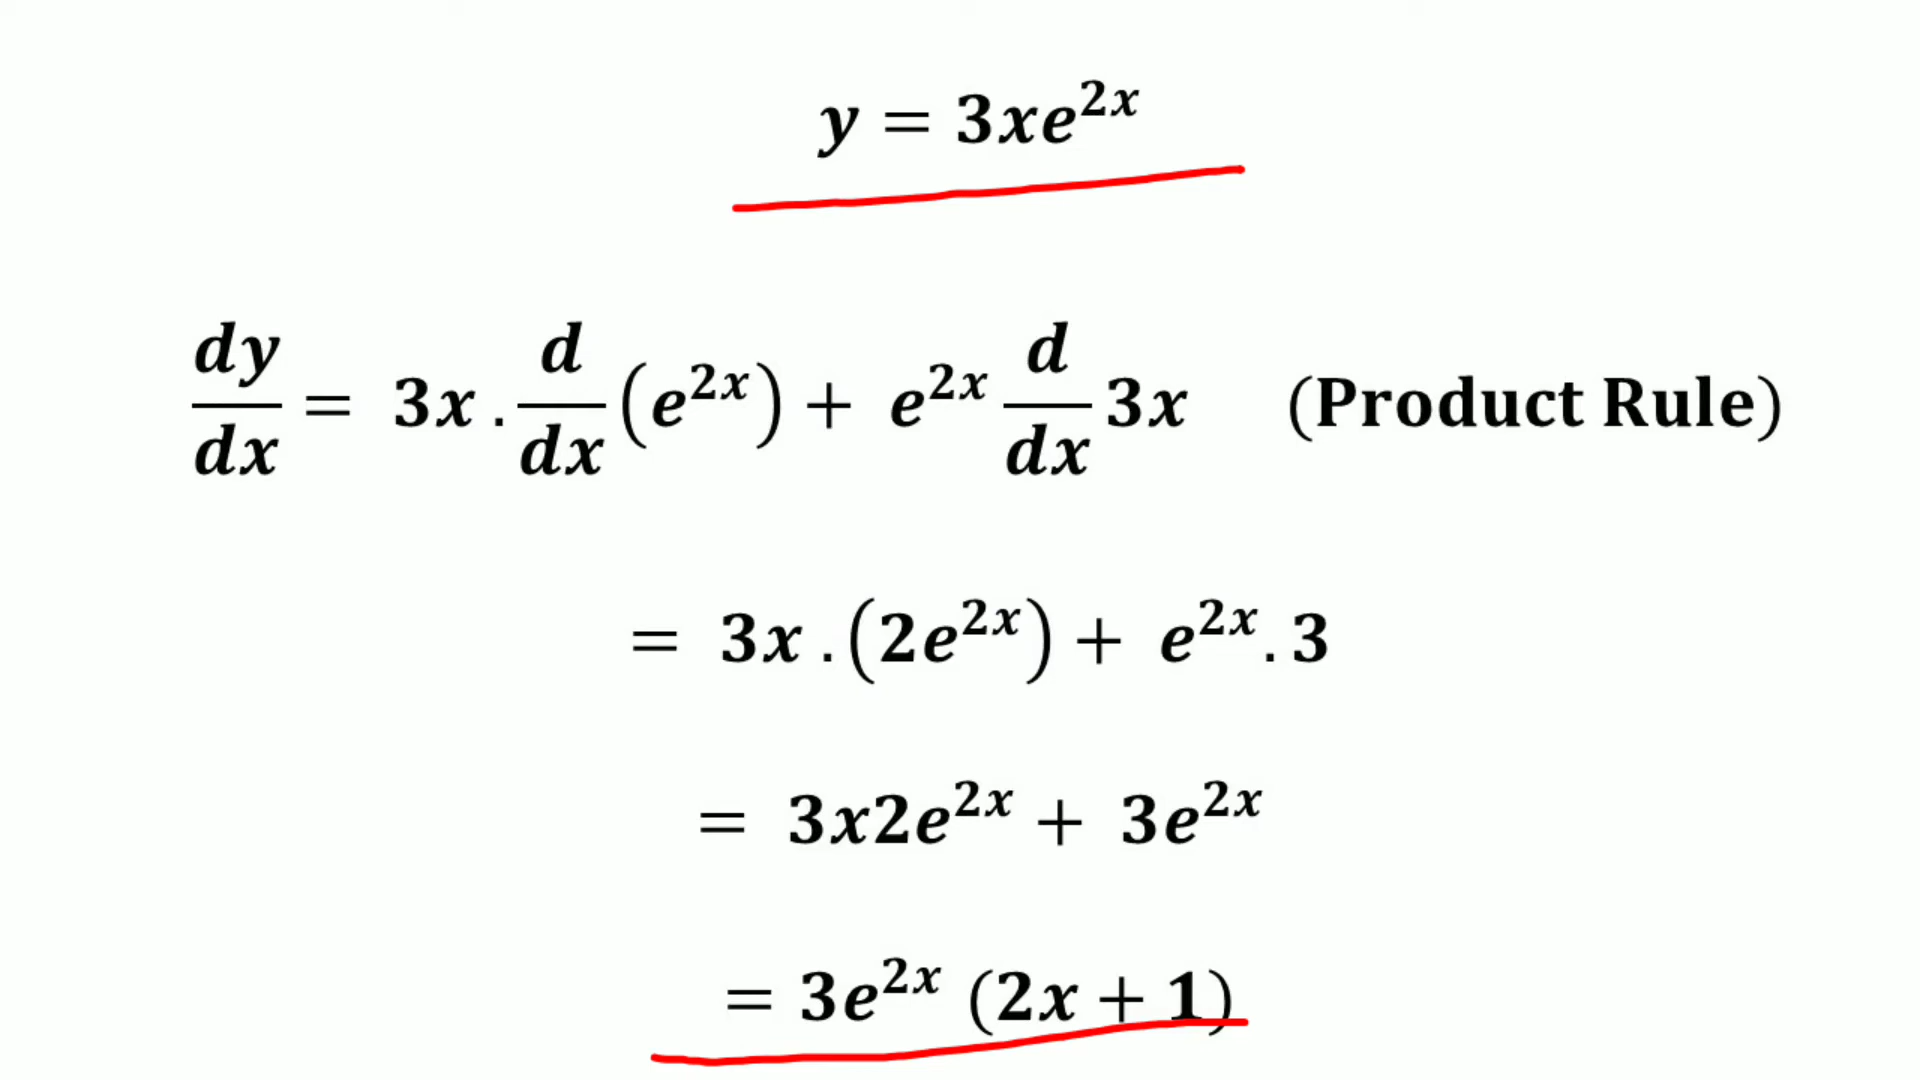 y = 3xe^{2x}
dy/dx = 3x . d/dx (e^{2x}) + e^{2x} d/dx 3x (Product Rule)
= 3x . (2e^{2x}) + e^{2x} . 3
= 3x2e^{2x} + 3e^{2x}
= 3e^{2x} (2x + 1)